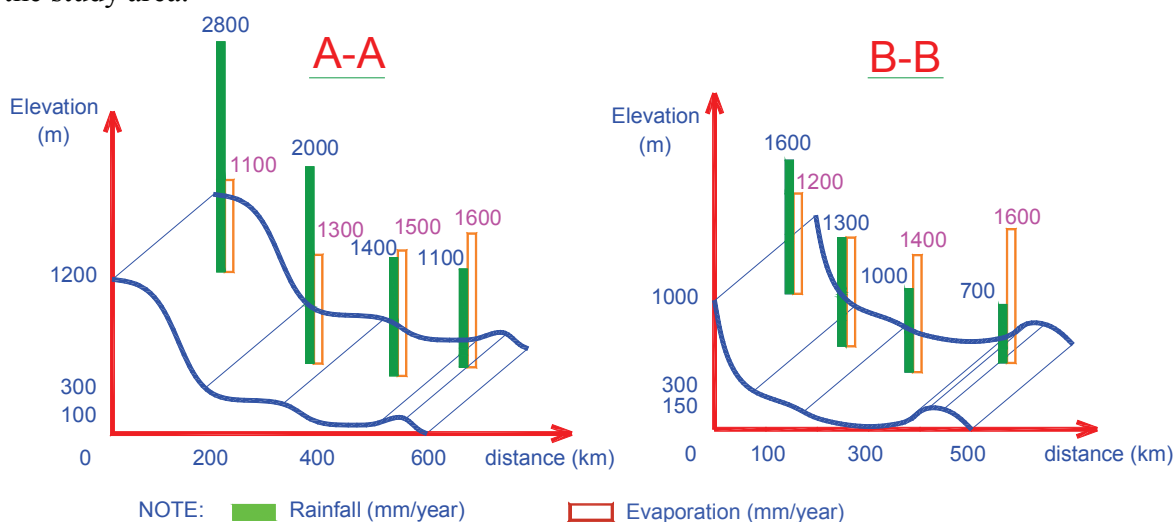 the study area.
2800
A-A
B-B
Elevation
(m)
1100
2000
1300
1400
1500
1600
1100
1200
300
100
0
200
400
600
distance (km)
Elevation
(m)
1600
1200
1300
1000
1400
700
1600
1000
300
150
0
100
300
500
distance (km)
NOTE:
Rainfall (mm/year)
Evaporation (mm/year)